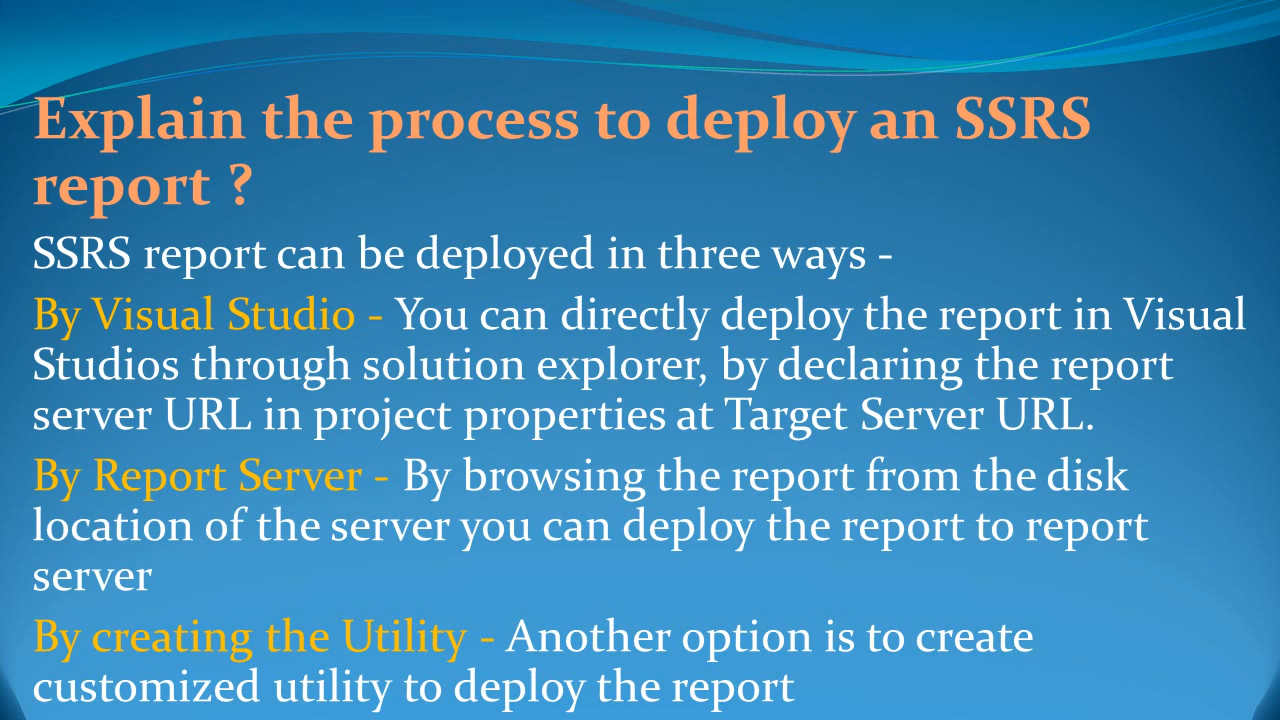 Explain the process to deploy an SSRS
report ?
SSRS report can be deployed in three ways -
By Visual Studio - You can directly deploy the report in Visual
Studios through solution explorer, by declaring the report
server URL in project properties at Target Server URL.
By Report Server - By browsing the report from the disk
location of the server you can deploy the report to report
server
By creating the Utility - Another option is to create
customized utility to deploy the report